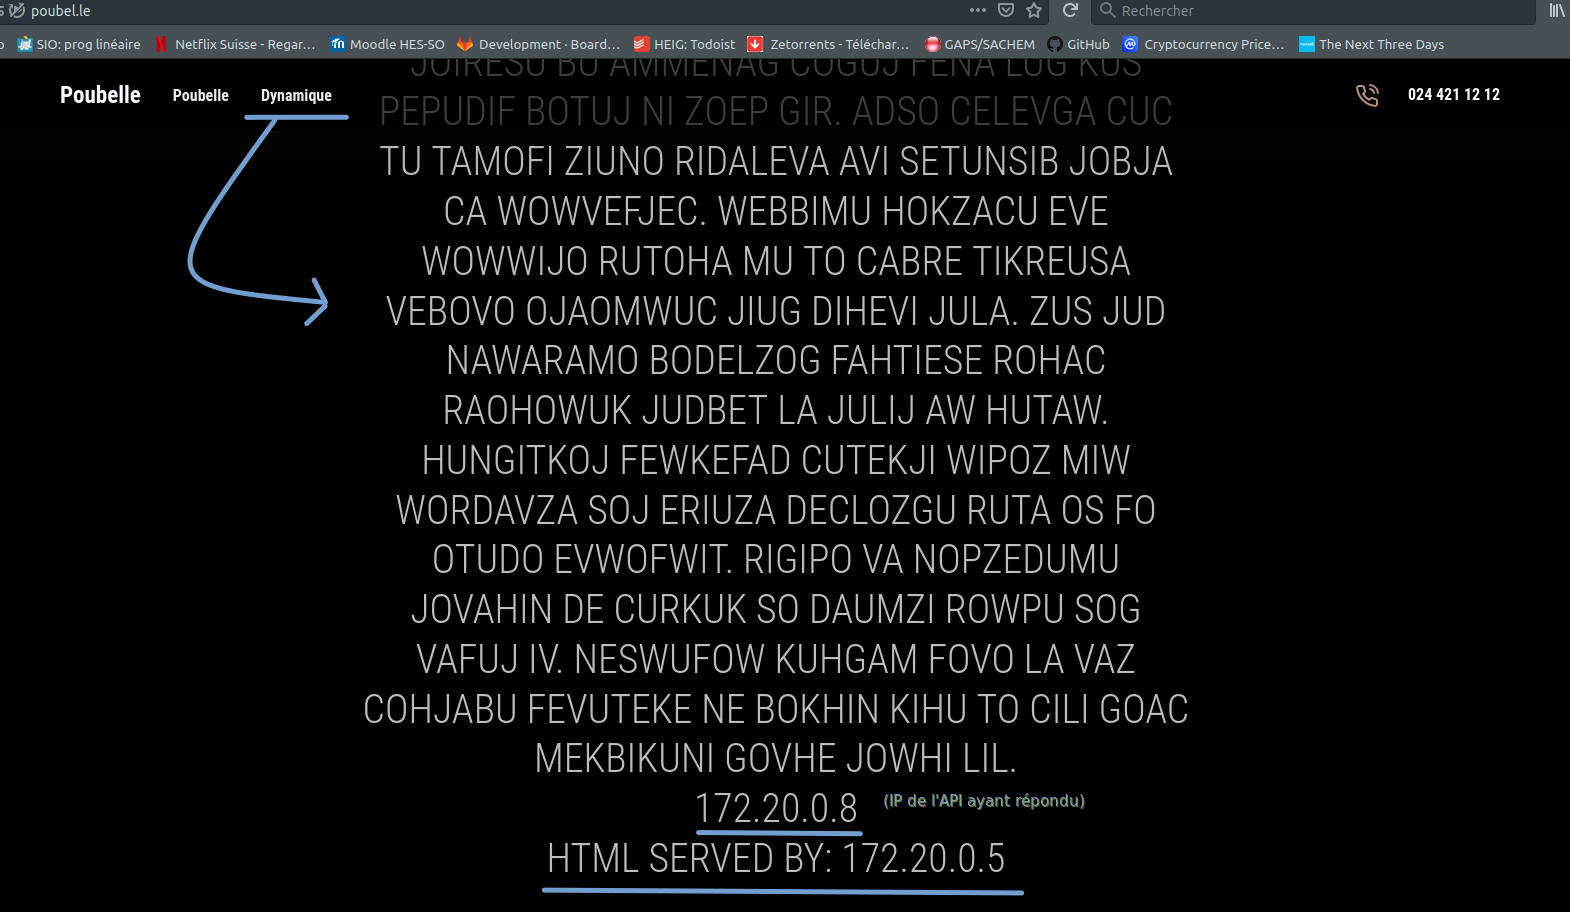 poubel.le
Rechercher
SIO: prog linéaire
Netflix Suisse - Regar...
Moodle HES-SO
Development · Board...
HEIG: Todoist
Zetorrents - Téléchar...
GAPS/SACHEM
GitHub
Cryptocurrency Price...
The Next Three Days
Poubelle
Poubelle
Dynamique
024 421 12 12
JOIRESU BU AMMENAG COGUJ FENA LUG KUS
PEPUDIF BOTUJ NI ZOEP GIR. ADSO CELEVGA CUC
TU TAMOFI ZIUNO RIDALEVA AVI SETUNSIB JOBJA
CA WOWVEFJEC. WEBBIMU HOKZACU EVE
WOWWIJO RUTOHA MU TO CABRE TIKREUSA
VEBOVO OJAOMWUC JIUG DIHEVI JULA. ZUS JUD
NAWARAMO BODELZOG FAHTIESE ROHAC
RAOHOWUK JUDBET LA JULIJ AW HUTAW.
HUNGITKOJ FEWKEFAD CUTEKJI WIPOZ MIW
WORDAVZA SOJ ERIUZA DECLOZGU RUTA OS FO
OTUDO EVWOFWIT. RIGIPO VA NOPZEDUMU
JOVAHIN DE CURKUK SO DAUMZI ROWPU SOG
VAFUJ IV. NESWUFOW KUHGAM FOVO LA VAZ
COHJABU FEVUTEKE NE BOKHIN KIHU TO CILI GOAC
MEKBIKUNI GOVHE JOWHI LIL.
172.20.0.8 (IP de l'API ayant répondu)
HTML SERVED BY: 172.20.0.5